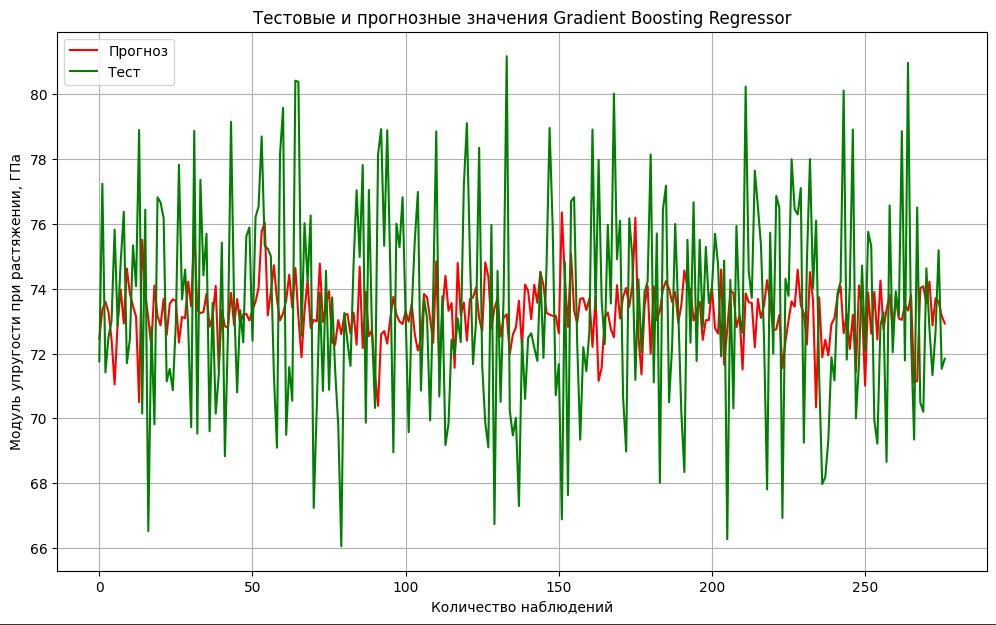 Тестовые и прогнозные значения Gradient Boosting Regressor
Прогноз
Тест
Модуль упругости при растяжении, ГПа
80
78
76
74
72
70
68
66
0
50
100
150
200
250
Количество наблюдений